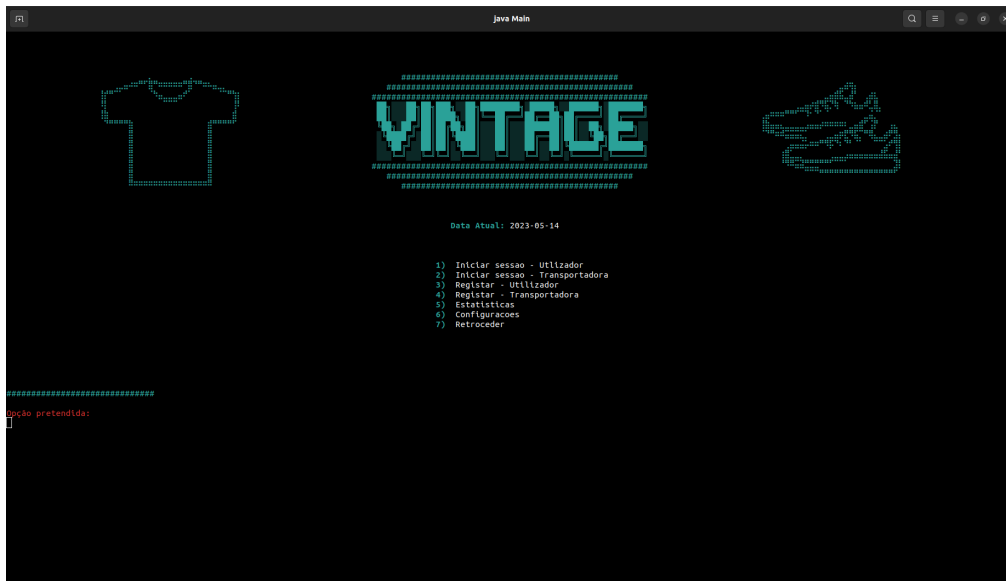 java Main
VINTAGE
Data Atual: 2023-05-14
1) Iniciar sessao - Utlizador
2) Iniciar sessao - Transportadora
3) Registar - Utilizador
4) Registar - Transportadora
5) Estatisticas
6) Configuracoes
7) Retroceder
###############################
Opção pretendida: